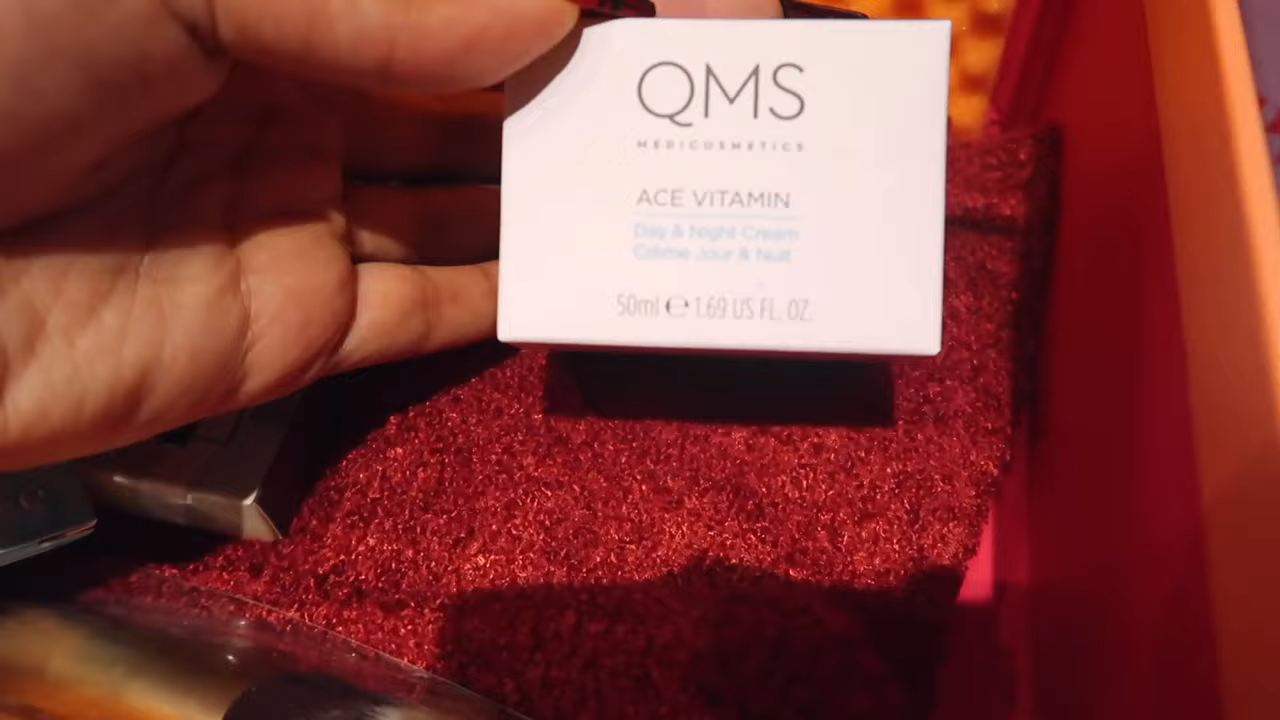 QMS
MEDICOSMETICS
ACE VITAMIN
Day & Night Cream
Crème Jour & Nuit
50ml ℮ 1.69 US FL. OZ.